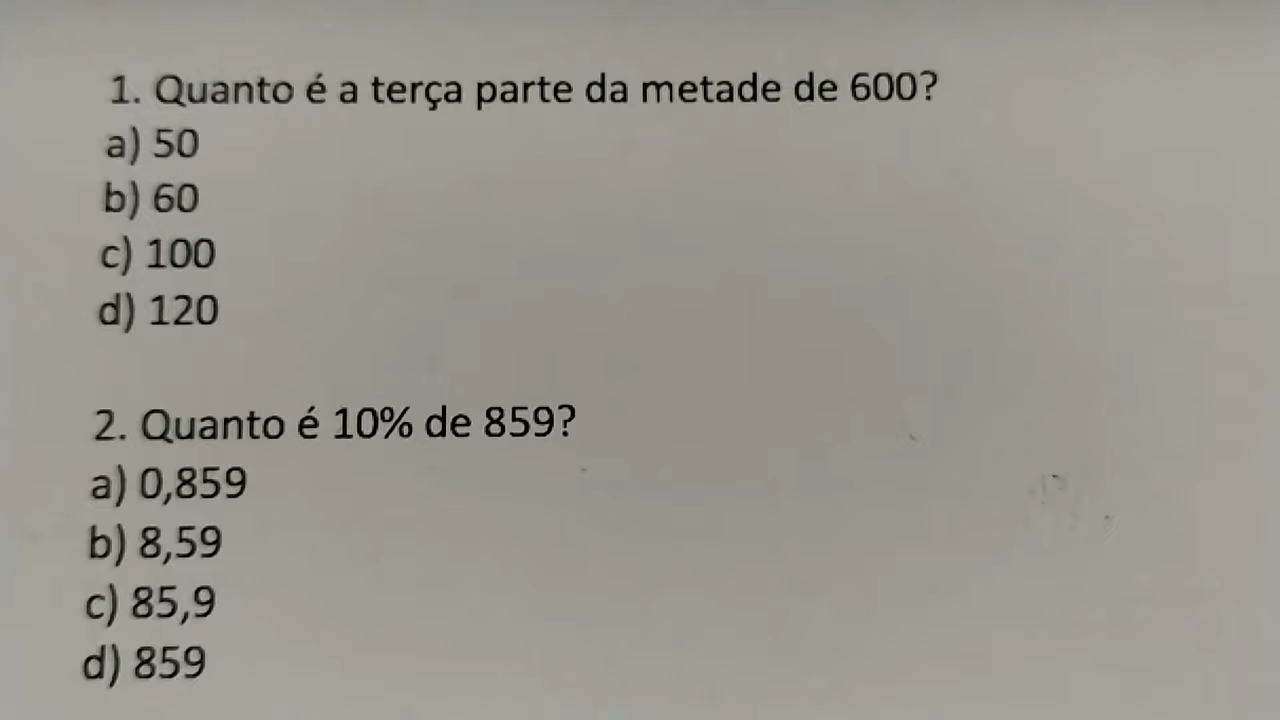 1. Quanto é a terça parte da metade de 600?
a) 50
b) 60
c) 100
d) 120
2. Quanto é 10% de 859?
a) 0,859
b) 8,59
c) 85,9
d) 859